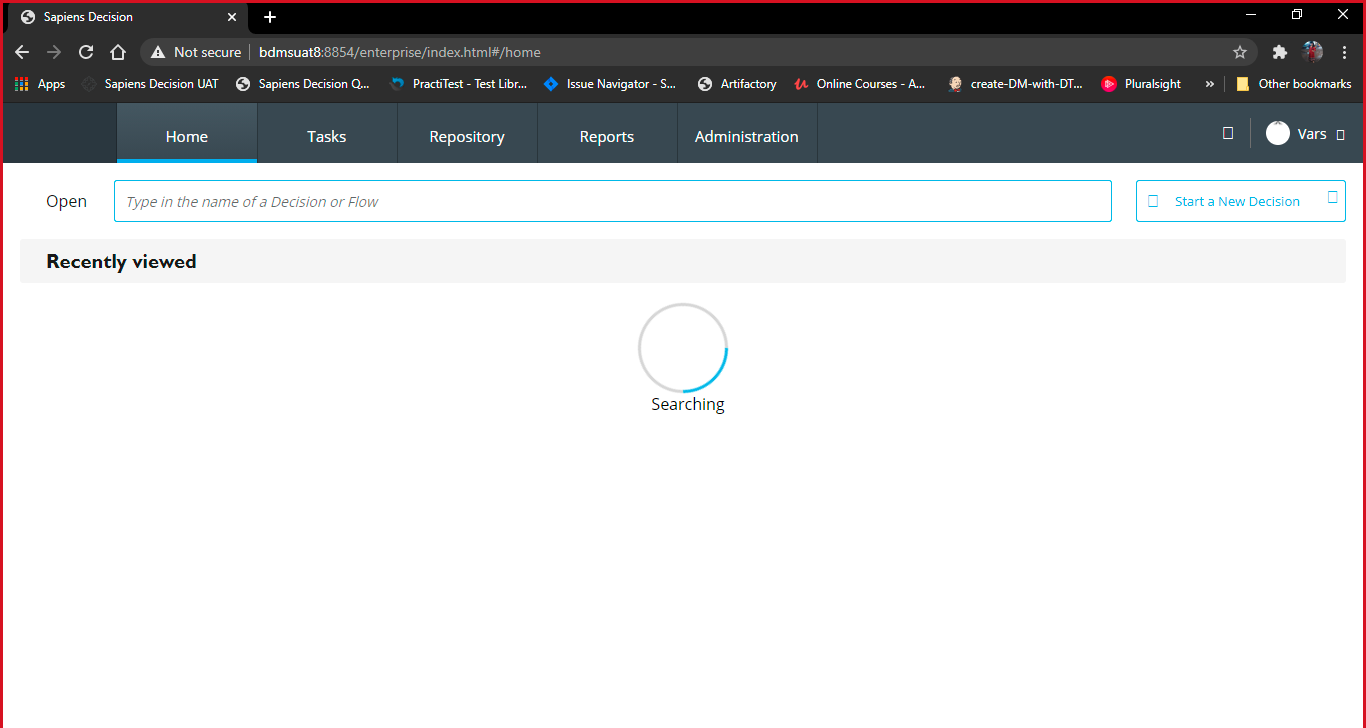 Sapiens Decision
Not secure bdmsuat8:8854/enterprise/index.html#/home
Apps Sapiens Decision UAT Sapiens Decision Q... PractiTest - Test Libr... Issue Navigator - S... Artifactory Online Courses - A... create-DM-with-DT... Pluralsight » Other bookmarks
Home Tasks Repository Reports Administration Vars
Open Type in the name of a Decision or Flow Start a New Decision
Recently viewed
Searching